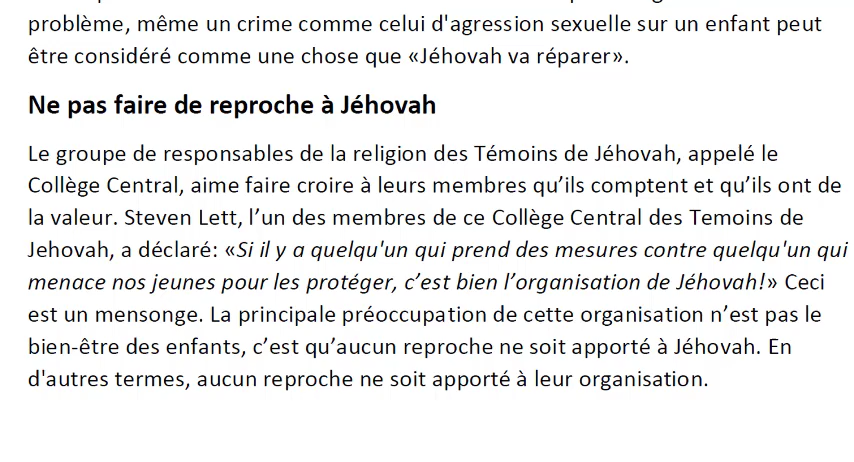 problème, même un crime comme celui d'agression sexuelle sur un enfant peut
être considéré comme une chose que «Jéhovah va réparer».
Ne pas faire de reproche à Jéhovah
Le groupe de responsables de la religion des Témoins de Jéhovah, appelé le
Collège Central, aime faire croire à leurs membres qu’ils comptent et qu’ils ont de
la valeur. Steven Lett, l’un des membres de ce Collège Central des Temoins de
Jehovah, a déclaré: «Si il y a quelqu'un qui prend des mesures contre quelqu'un qui
menace nos jeunes pour les protéger, c’est bien l’organisation de Jéhovah!» Ceci
est un mensonge. La principale préoccupation de cette organisation n’est pas le
bien-être des enfants, c’est qu’aucun reproche ne soit apporté à Jéhovah. En
d'autres termes, aucun reproche ne soit apporté à leur organisation.